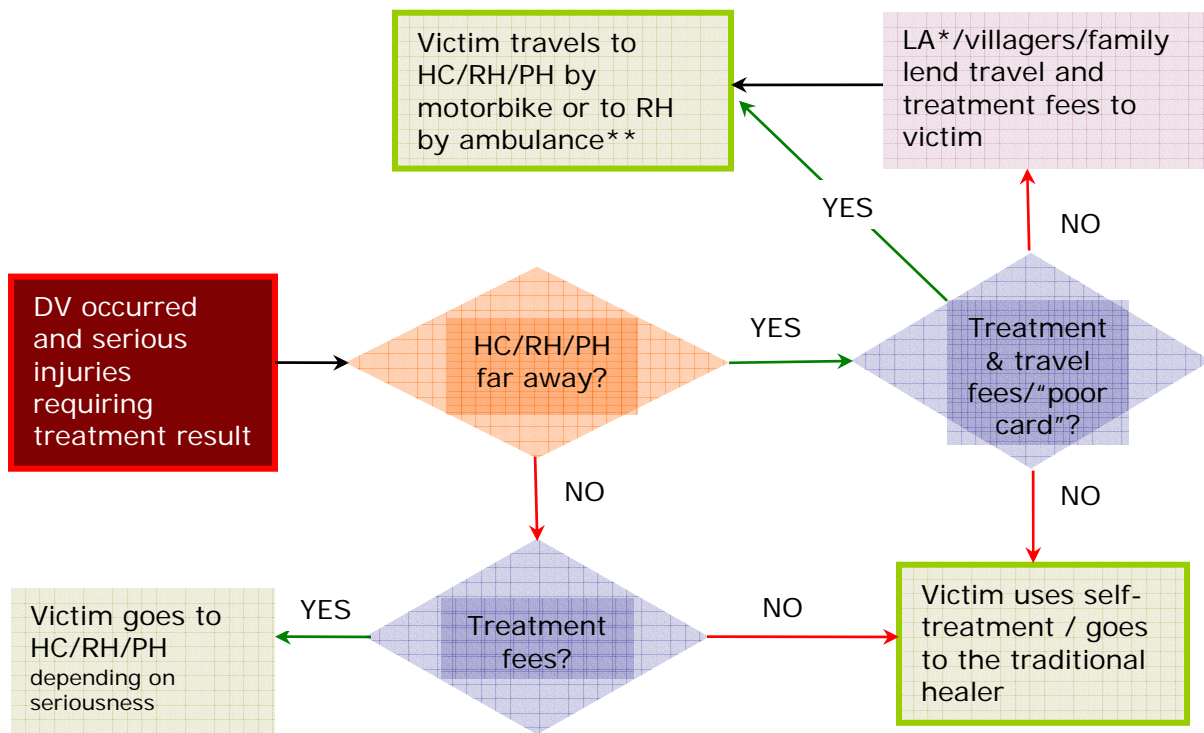 Victim travels to
HC/RH/PH by
motorbike or to RH
by ambulance**
LA*/villagers/family
lend travel and
treatment fees to
victim
YES
NO
DV occurred
and serious
injuries
requiring
treatment result
HC/RH/PH
far away?
YES
Treatment
& travel
fees/"poor
card"?
NO
NO
Victim goes to
HC/RH/PH
depending on
seriousness
YES
Treatment
fees?
NO
Victim uses self-
treatment / goes
to the traditional
healer